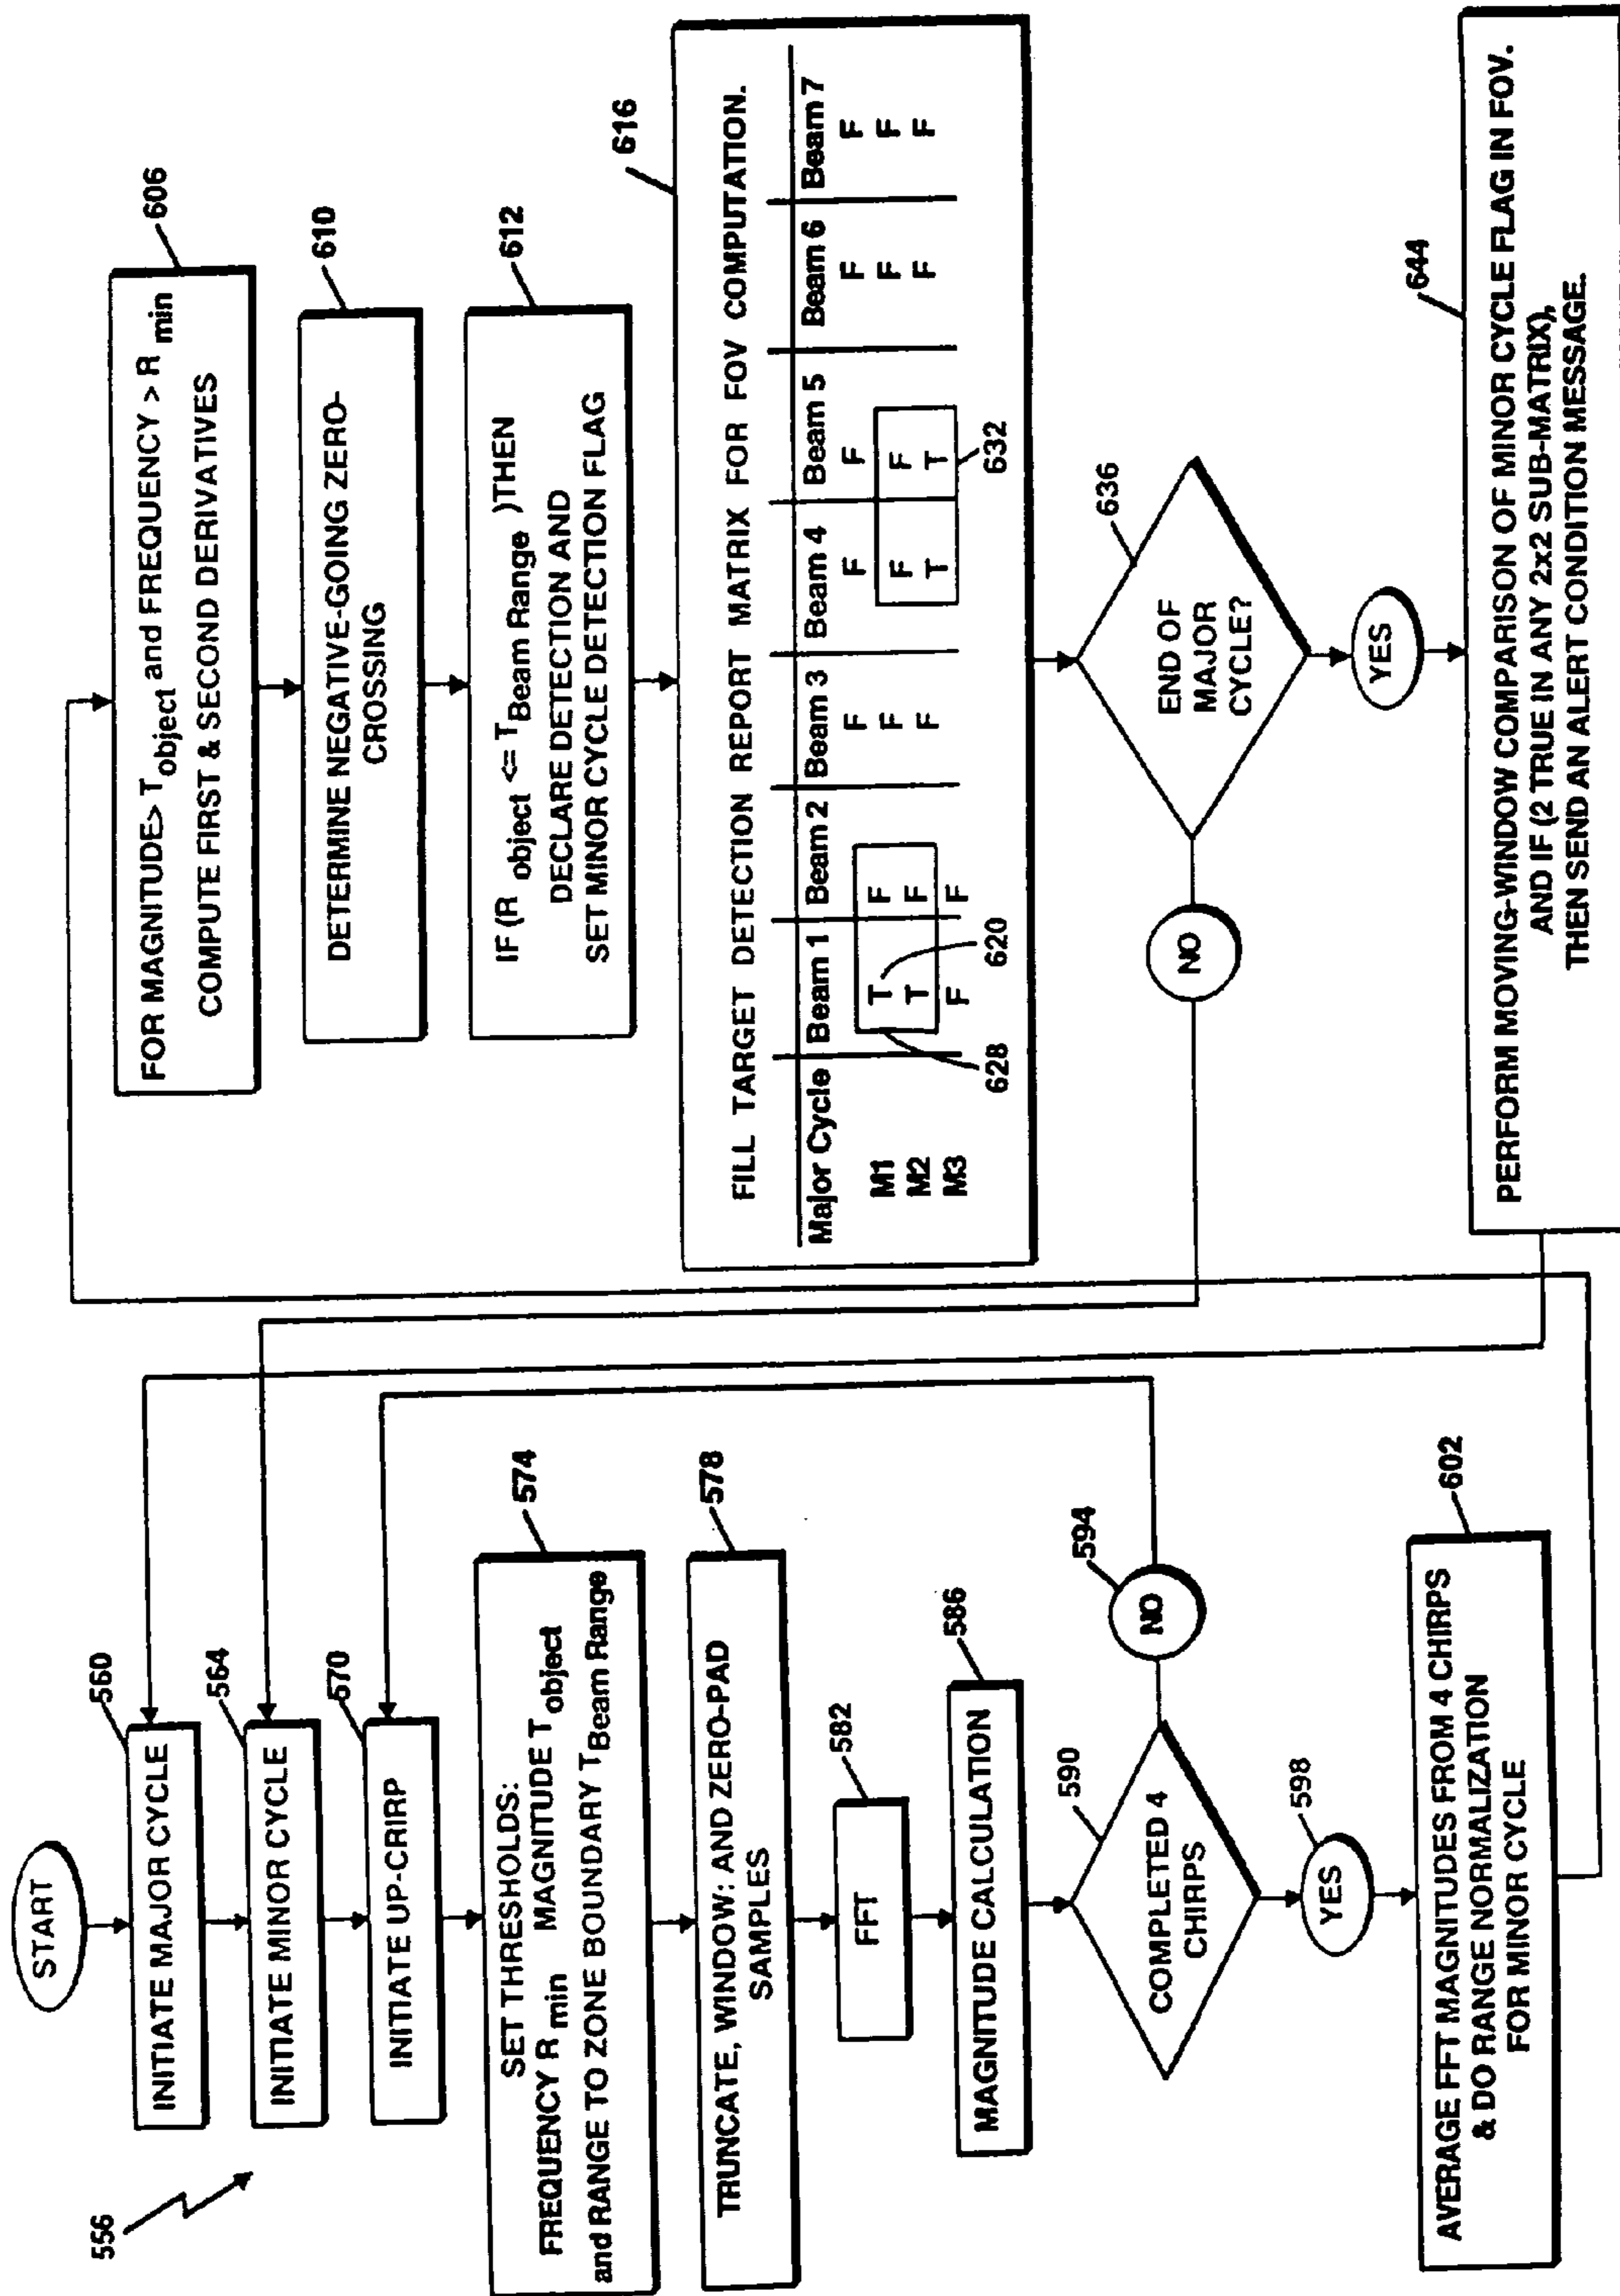 556
START
560
INITIATE MAJOR CYCLE
564
INITIATE MINOR CYCLE
570
INITIATE UP-CRIRP
574
SET THRESHOLDS:
FREQUENCY R min MAGNITUDE T object
and RANGE TO ZONE BOUNDARY T Beam Range
578
TRUNCATE, WINDOW: AND ZERO-PAD
SAMPLES
582
FFT
586
MAGNITUDE CALCULATION
590
COMPLETED 4
CHIRPS
594
NO
598
YES
602
AVERAGE FFT MAGNITUDES FROM 4 CHIRPS
& DO RANGE NORMALIZATION
FOR MINOR CYCLE
606
FOR MAGNITUDE> T object and FREQUENCY > R min
COMPUTE FIRST & SECOND DERIVATIVES
610
DETERMINE NEGATIVE-GOING ZERO-
CROSSING
612
IF (R object <= T Beam Range )THEN
DECLARE DETECTION AND
SET MINOR CYCLE DETECTION FLAG
616
FILL TARGET DETECTION REPORT MATRIX FOR FOV COMPUTATION.
Major Cycle Beam 1 Beam 2 Beam 3 Beam 4 Beam 5 Beam 6 Beam 7
M1 T F F F F F F
M2 T F F F F F F
M3 F F F T T F F
628 620 632
636
END OF
MAJOR
CYCLE?
NO
YES
644
PERFORM MOVING-WINDOW COMPARISON OF MINOR CYCLE FLAG IN FOV.
AND IF (2 TRUE IN ANY 2x2 SUB-MATRIX),
THEN SEND AN ALERT CONDITION MESSAGE.